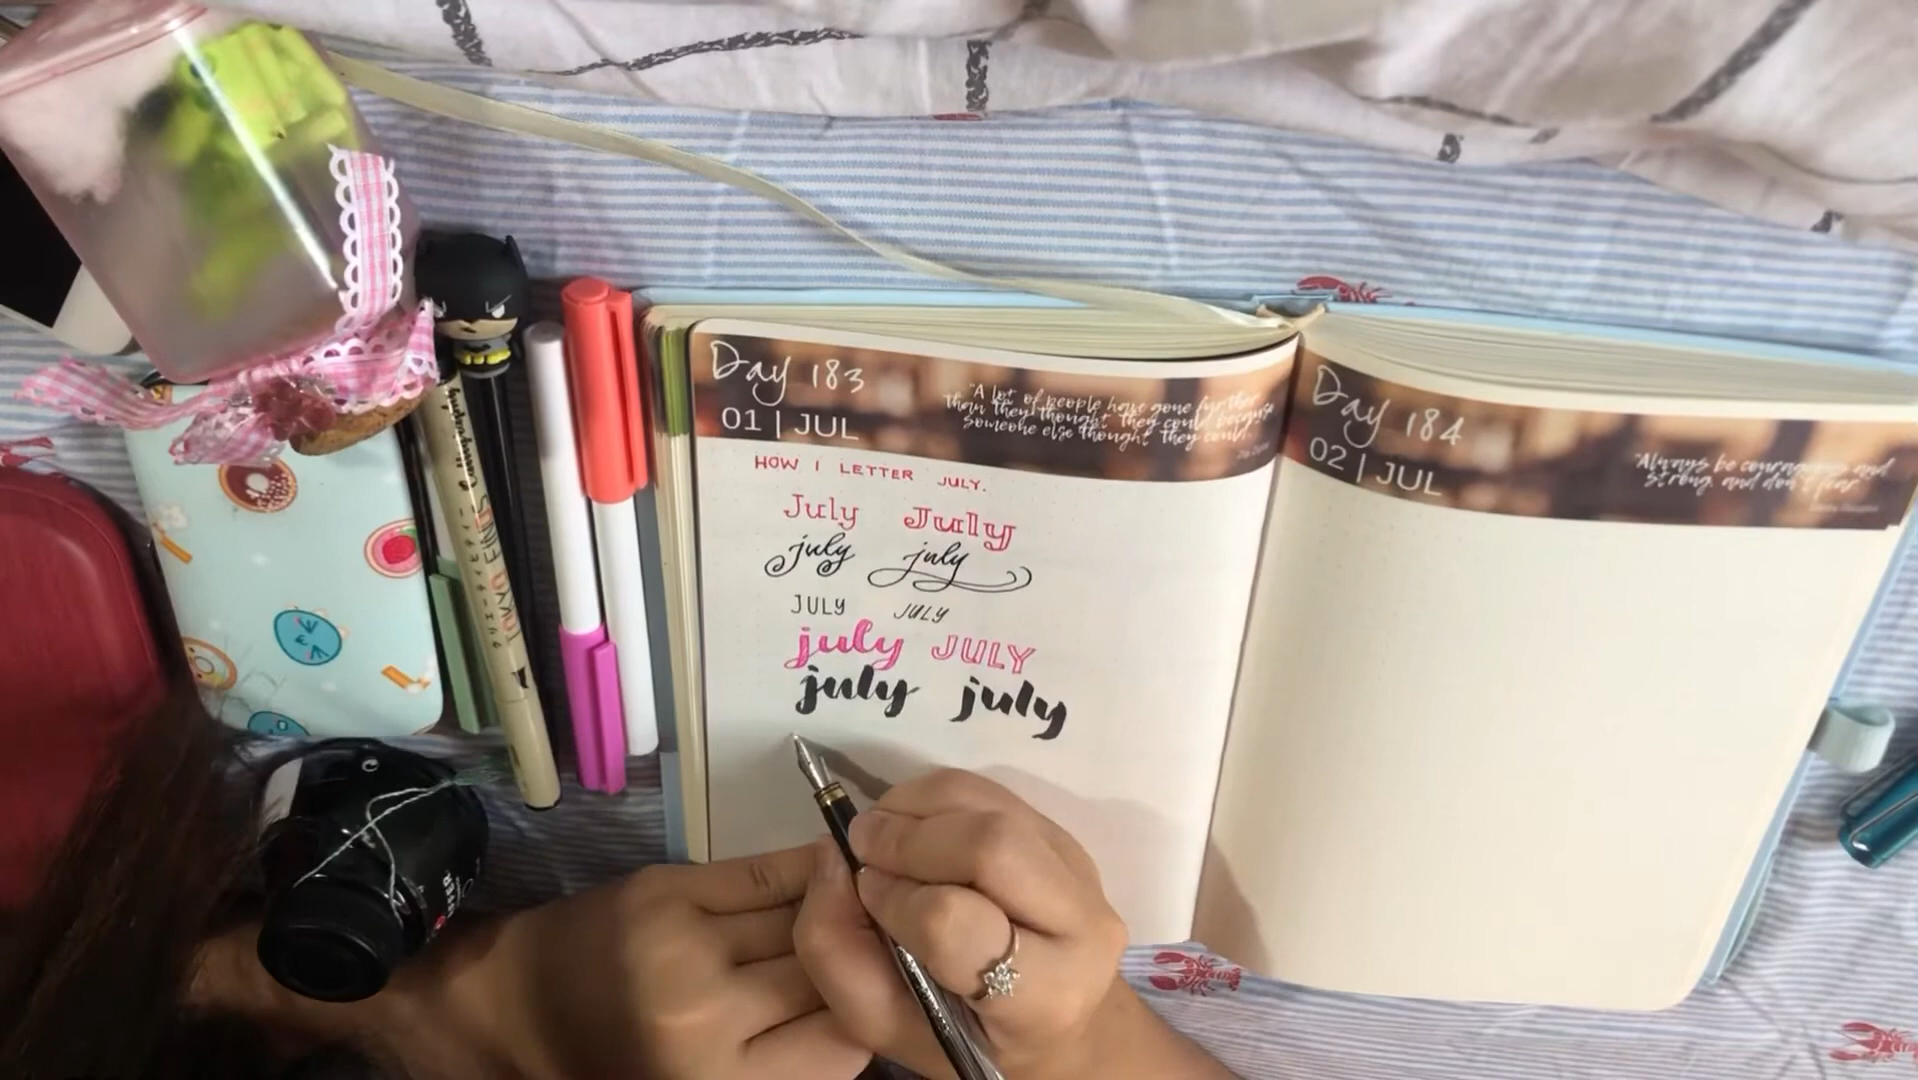 Day 183
01 | JUL
"A lot of people have gone further
than they thought they could because
someone else thought they could."
HOW I LETTER JULY.
July July
july july
JULY JULY
july JULY
july july
Day 184
02 | JUL
"Always be courageous and
strong, and don't fear."